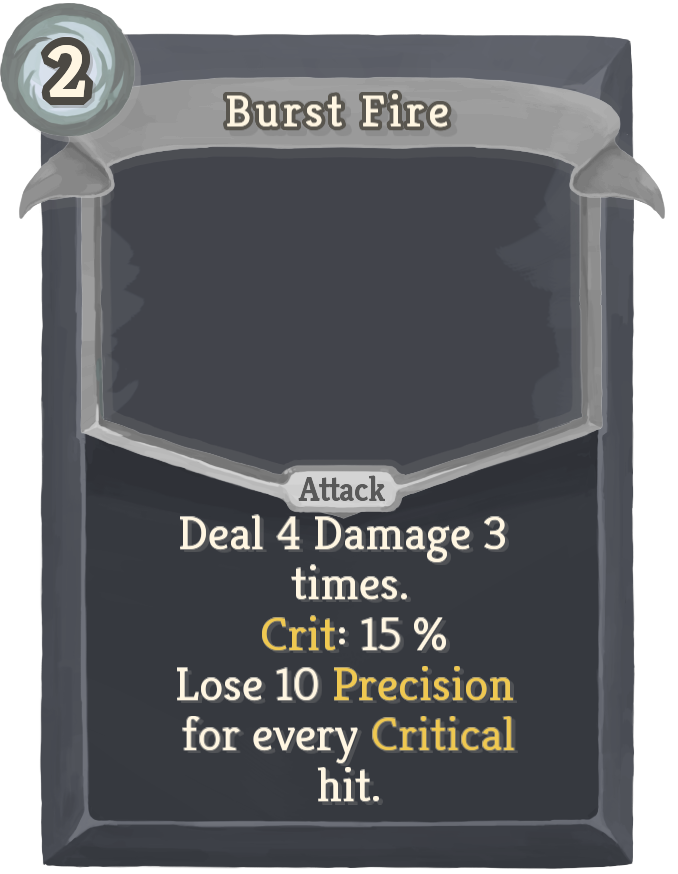 2
Burst Fire
Attack
Deal 4 Damage 3
times.
Crit: 15 %
Lose 10 Precision
for every Critical
hit.